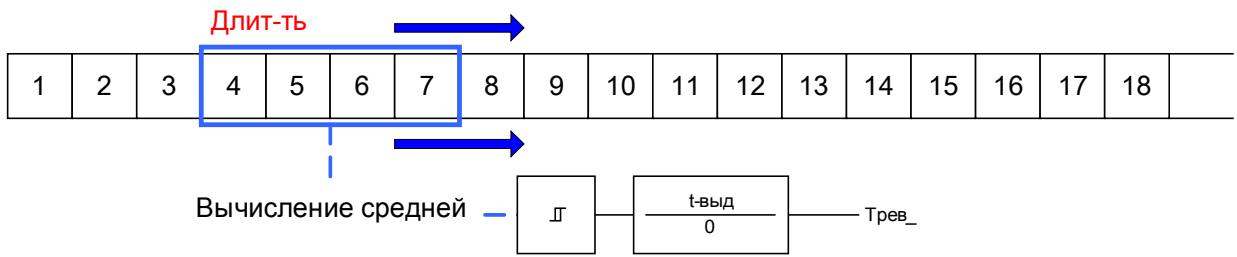 Длит-ть
1 2 3 4 5 6 7 8 9 10 11 12 13 14 15 16 17 18
Вычисление средней
t-выд
0
Трев_